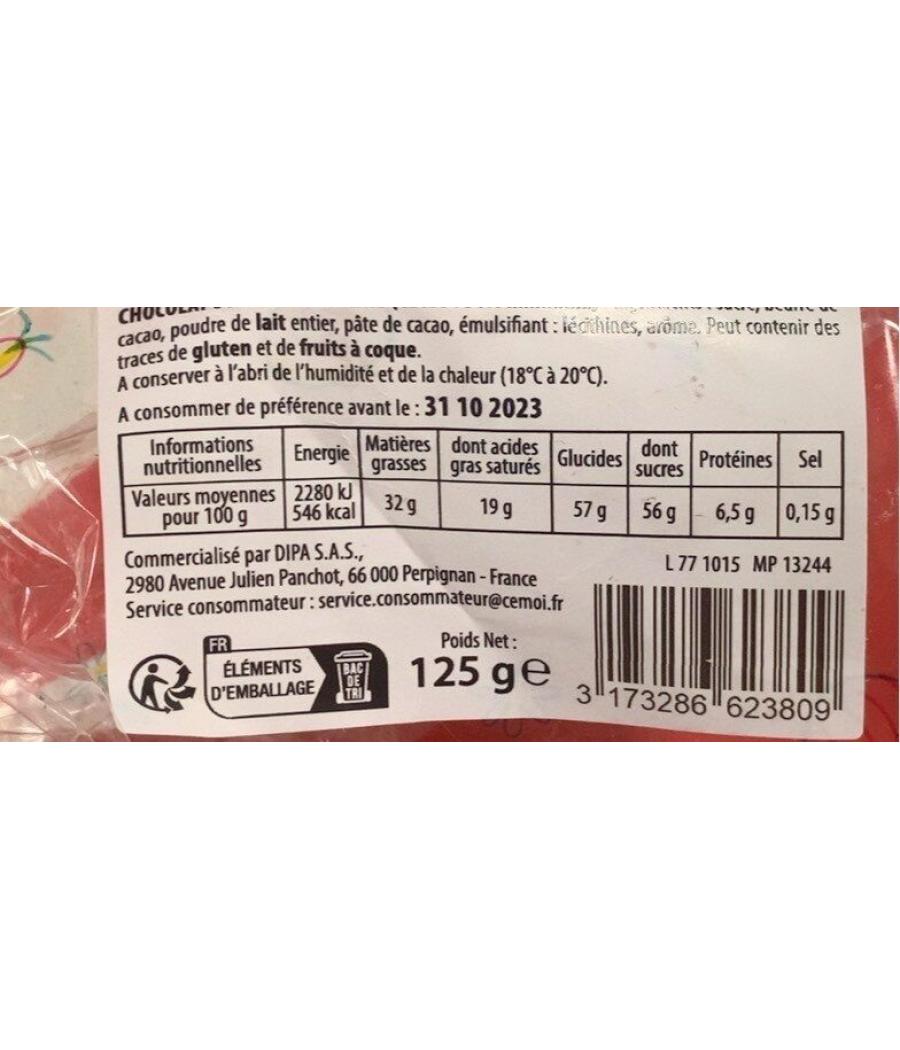 cacao, poudre de lait entier, pâte de cacao, émulsifiant : lécithines, arôme. Peut contenir des
traces de gluten et de fruits à coque.
A conserver à l'abri de l'humidité et de la chaleur (18°C à 20°C).
A consommer de préférence avant le : 31 10 2023
Informations nutritionnelles Energie Matières grasses dont acides gras saturés Glucides dont sucres Protéines Sel
Valeurs moyennes pour 100 g 2280 kJ 546 kcal 32 g 19 g 57 g 56 g 6,5 g 0,15 g
Commercialisé par DIPA S.A.S.,
2980 Avenue Julien Panchot, 66 000 Perpignan - France
Service consommateur : service.consommateur@cemoi.fr
L 77 1015 MP 13244
FR
ÉLÉMENTS
D'EMBALLAGE
BAC
DE
TRI
Poids Net :
125 g e
3 173286 623809